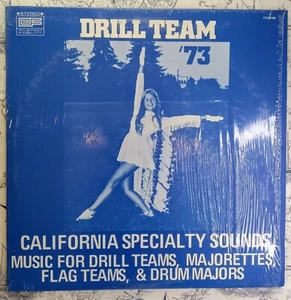 STEREO
DRILL TEAM
'73
CALIFORNIA SPECIALTY SOUNDS
MUSIC FOR DRILL TEAMS, MAJORETTES,
FLAG TEAMS, & DRUM MAJORS